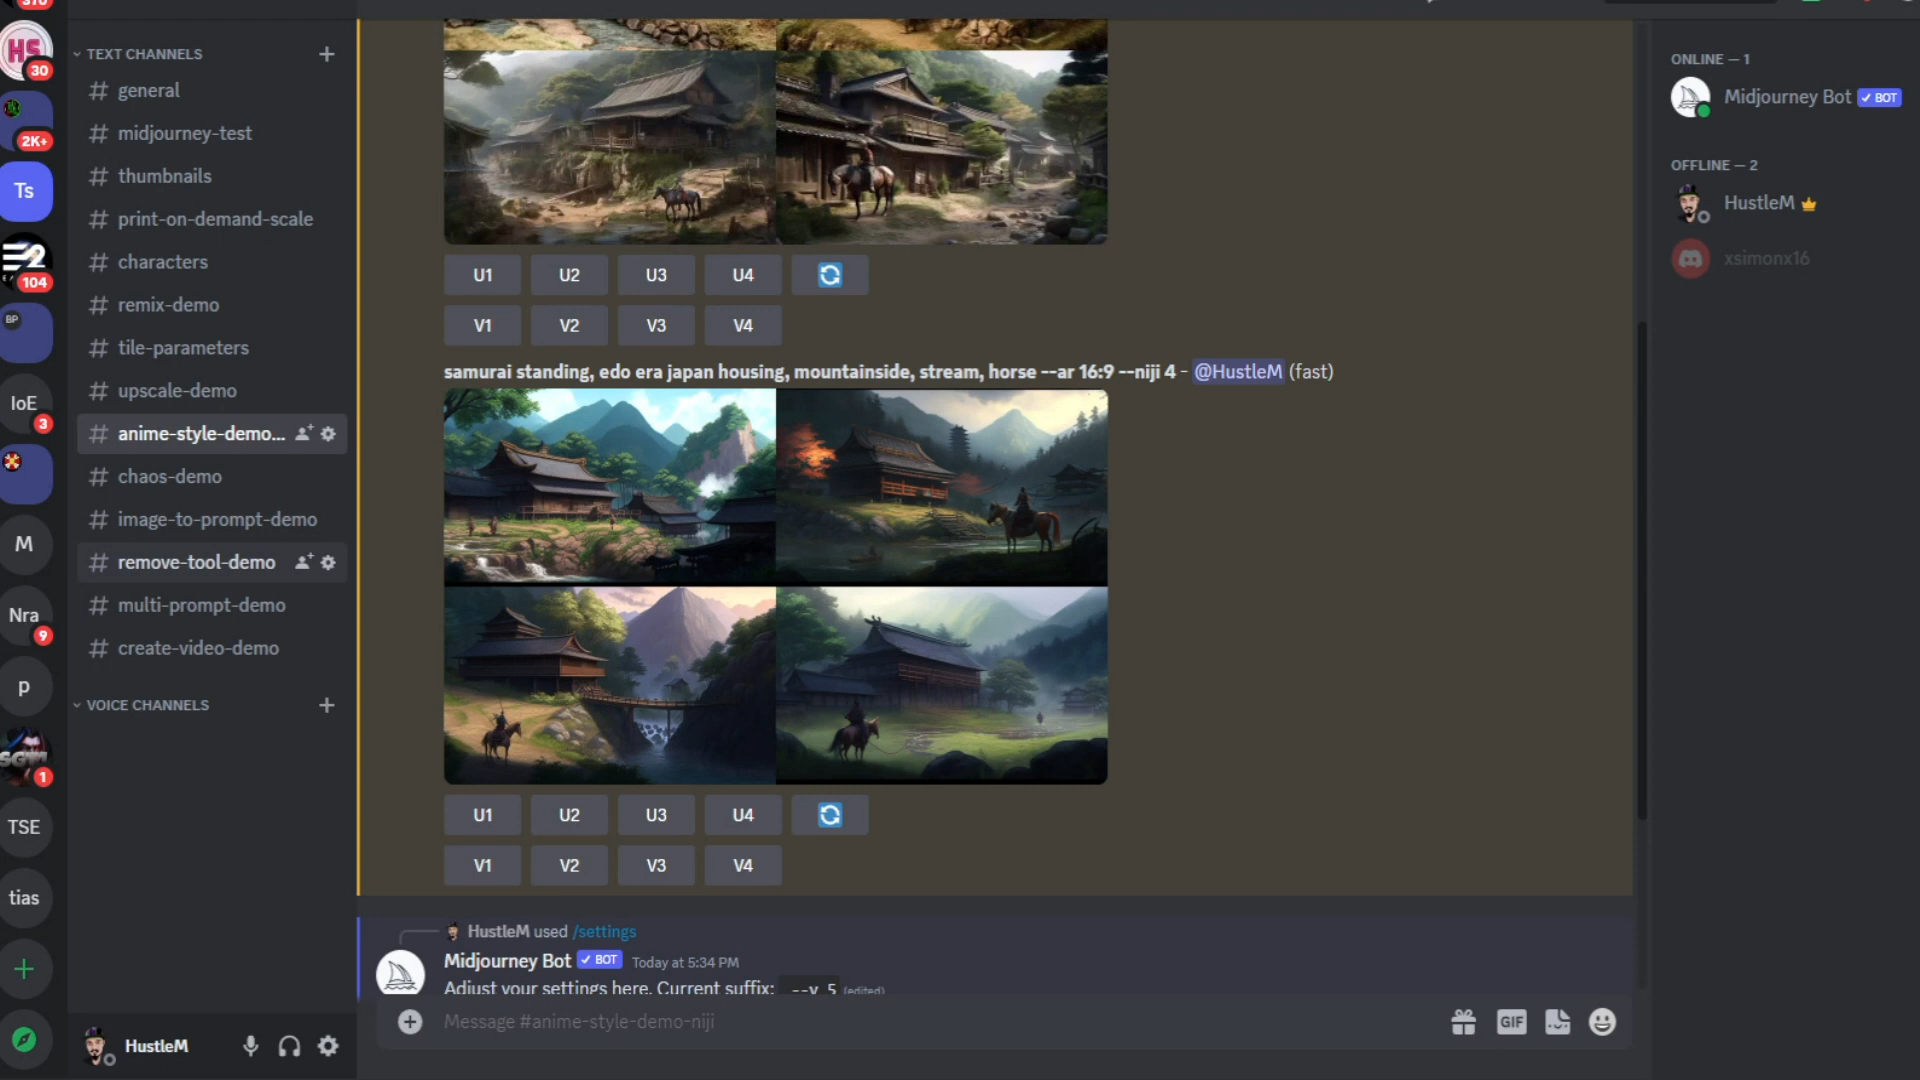 370
HS
30
2K+
Ts
2
104
BP
IoE
3
M
Nra
9
p
1
TSE
tias
TEXT CHANNELS
# general
# midjourney-test
# thumbnails
# print-on-demand-scale
# characters
# remix-demo
# tile-parameters
# upscale-demo
# anime-style-demo...
# chaos-demo
# image-to-prompt-demo
# remove-tool-demo
# multi-prompt-demo
# create-video-demo
VOICE CHANNELS
HustleM
U1 U2 U3 U4
V1 V2 V3 V4
samurai standing, edo era japan housing, mountainside, stream, horse --ar 16:9 --niji 4 - @HustleM (fast)
U1 U2 U3 U4
V1 V2 V3 V4
HustleM used /settings
Midjourney Bot ✓ BOT Today at 5:34 PM
Adjust your settings here. Current suffix: --v 5 (edited)
Message #anime-style-demo-niji
GIF
ONLINE — 1
Midjourney Bot ✓ BOT
OFFLINE — 2
HustleM
xsimonx16